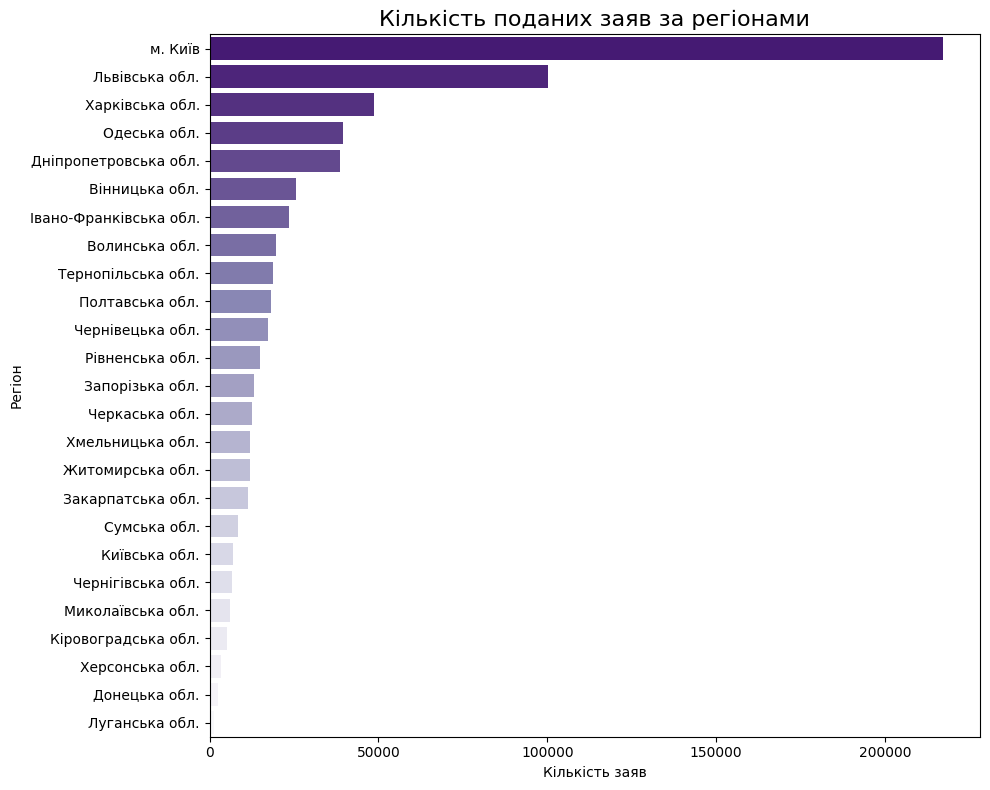 Кількість поданих заяв за регіонами
м. Київ
Львівська обл.
Харківська обл.
Одеська обл.
Дніпропетровська обл.
Вінницька обл.
Івано-Франківська обл.
Волинська обл.
Тернопільська обл.
Полтавська обл.
Чернівецька обл.
Рівненська обл.
Запорізька обл.
Черкаська обл.
Хмельницька обл.
Житомирська обл.
Закарпатська обл.
Сумська обл.
Київська обл.
Чернігівська обл.
Миколаївська обл.
Кіровоградська обл.
Херсонська обл.
Донецька обл.
Луганська обл.
Регіон
0 50000 100000 150000 200000
Кількість заяв